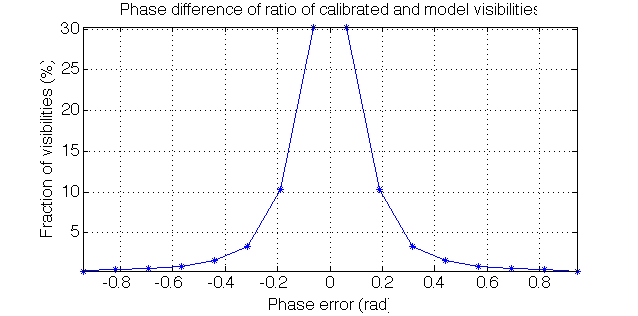 Phase difference of ratio of calibrated and model visibilities
30
25
20
15
10
5
Fraction of visibilities (%)
-0.8 -0.6 -0.4 -0.2 0 0.2 0.4 0.6 0.8
Phase error (rad)